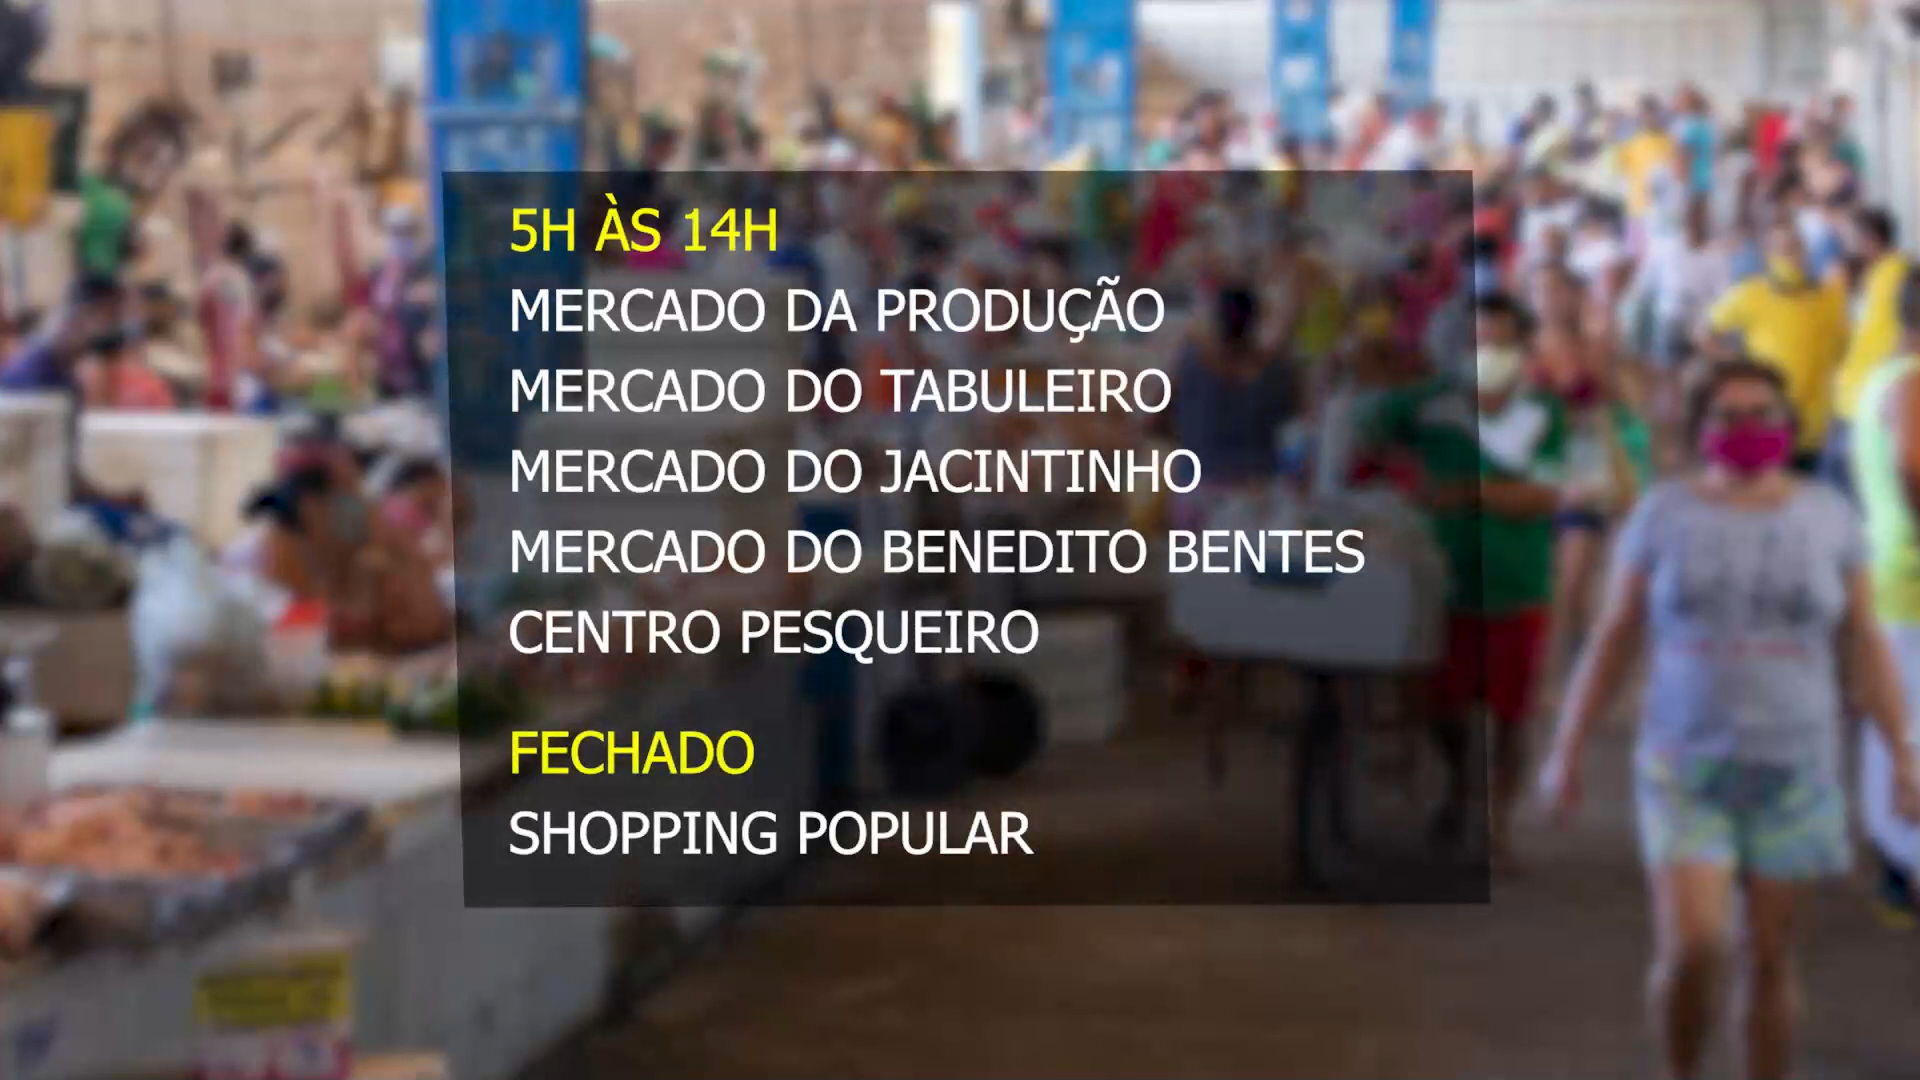 5H ÀS 14H
MERCADO DA PRODUÇÃO
MERCADO DO TABULEIRO
MERCADO DO JACINTINHO
MERCADO DO BENEDITO BENTES
CENTRO PESQUEIRO
FECHADO
SHOPPING POPULAR